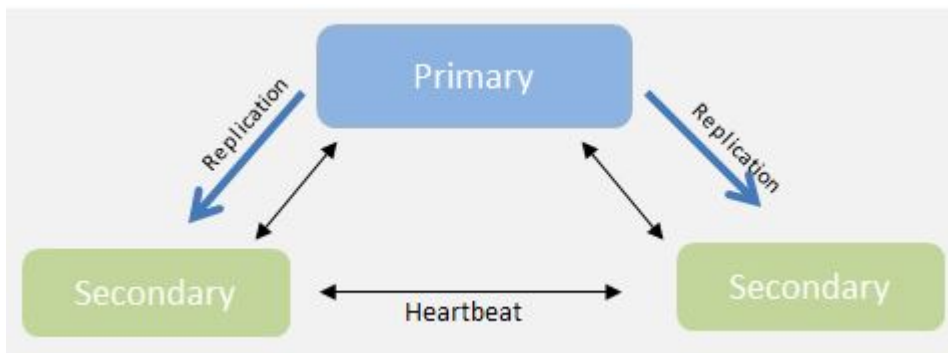 Primary
Replication
Replication
Secondary
Heartbeat
Secondary